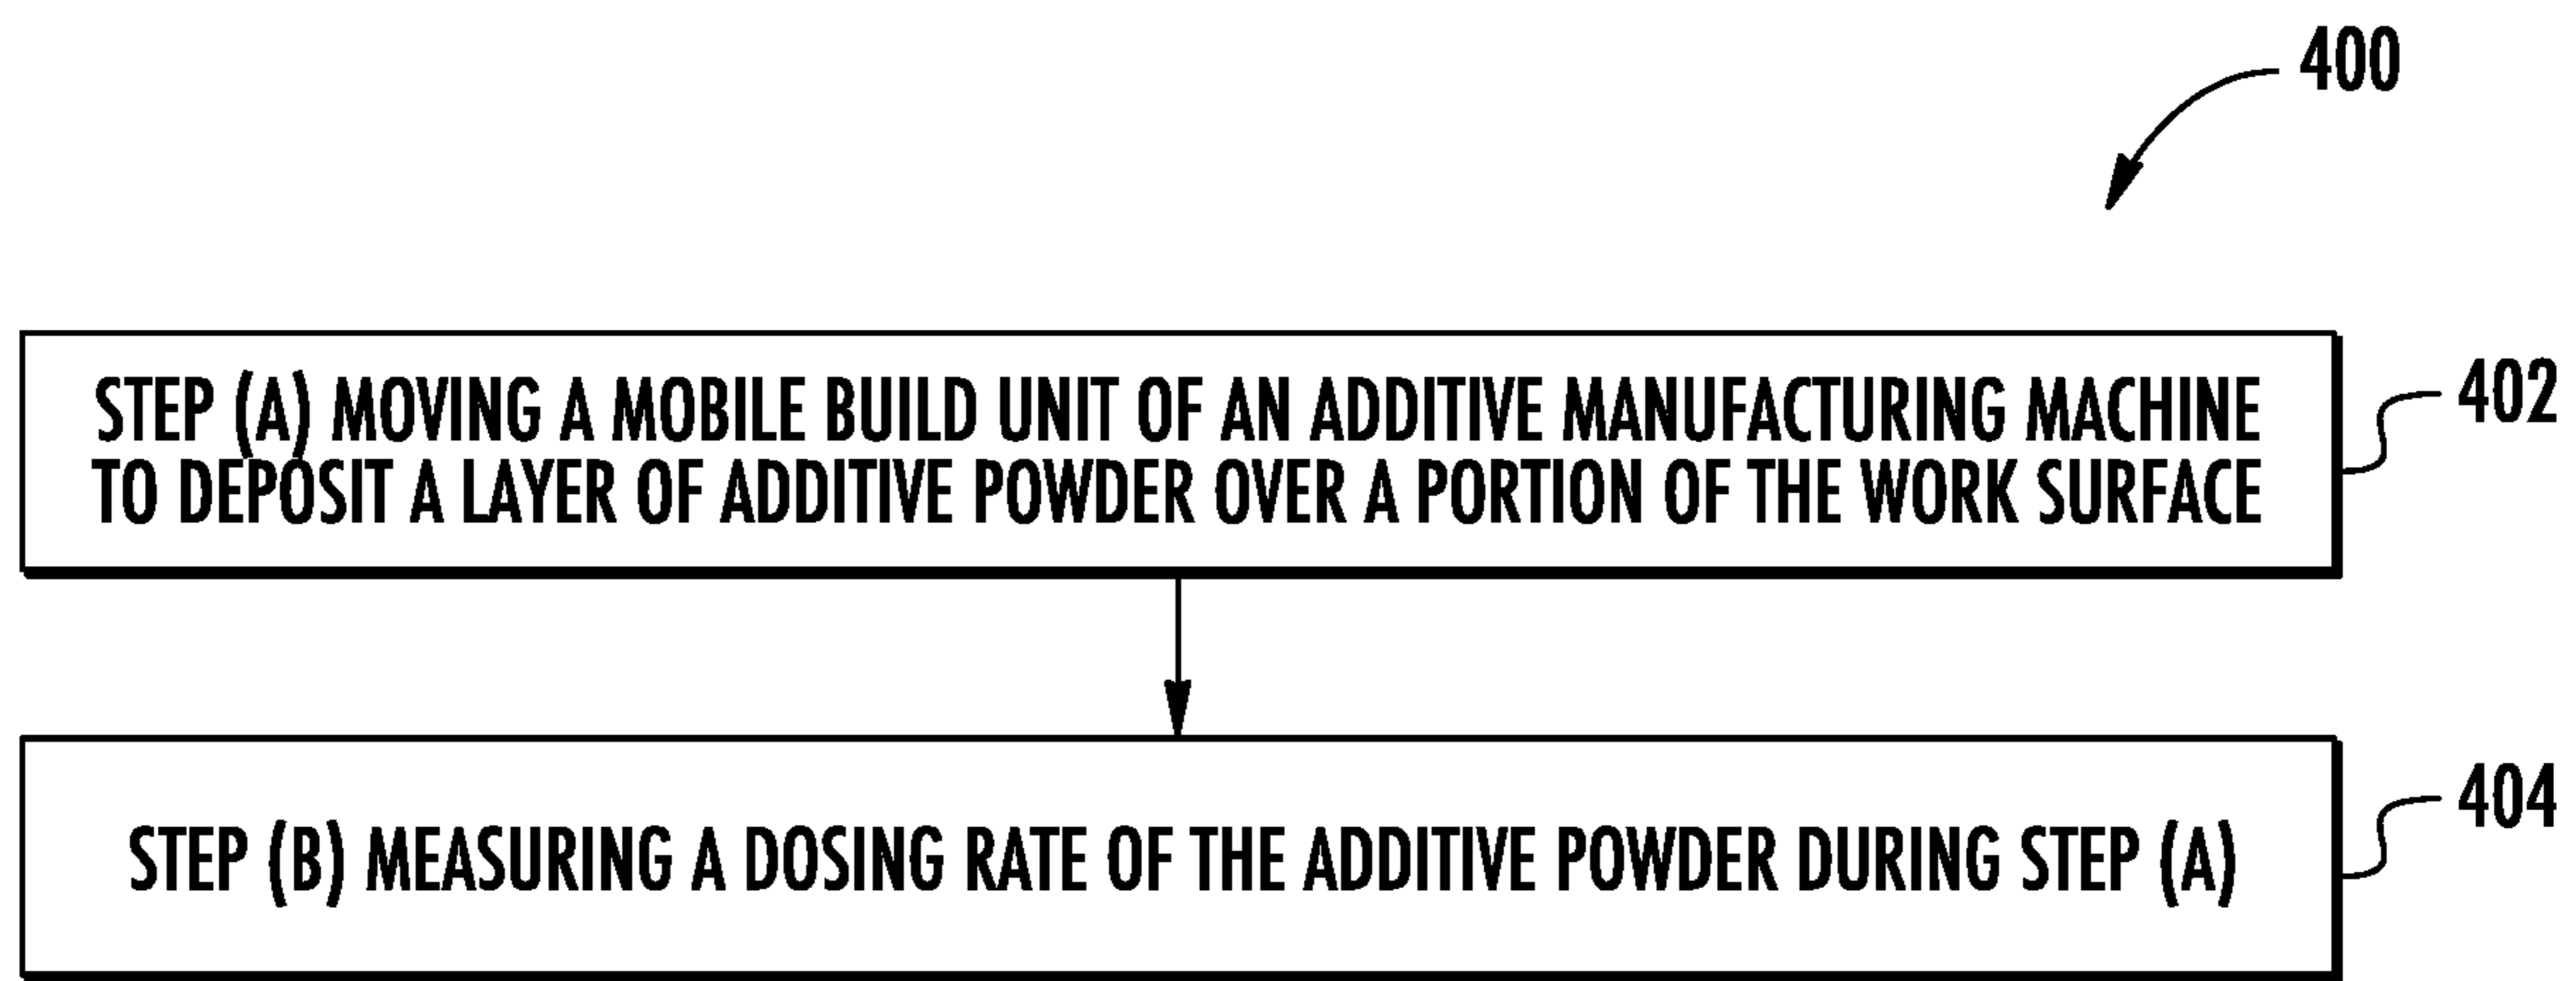 400
STEP (A) MOVING A MOBILE BUILD UNIT OF AN ADDITIVE MANUFACTURING MACHINE
TO DEPOSIT A LAYER OF ADDITIVE POWDER OVER A PORTION OF THE WORK SURFACE
402
STEP (B) MEASURING A DOSING RATE OF THE ADDITIVE POWDER DURING STEP (A)
404